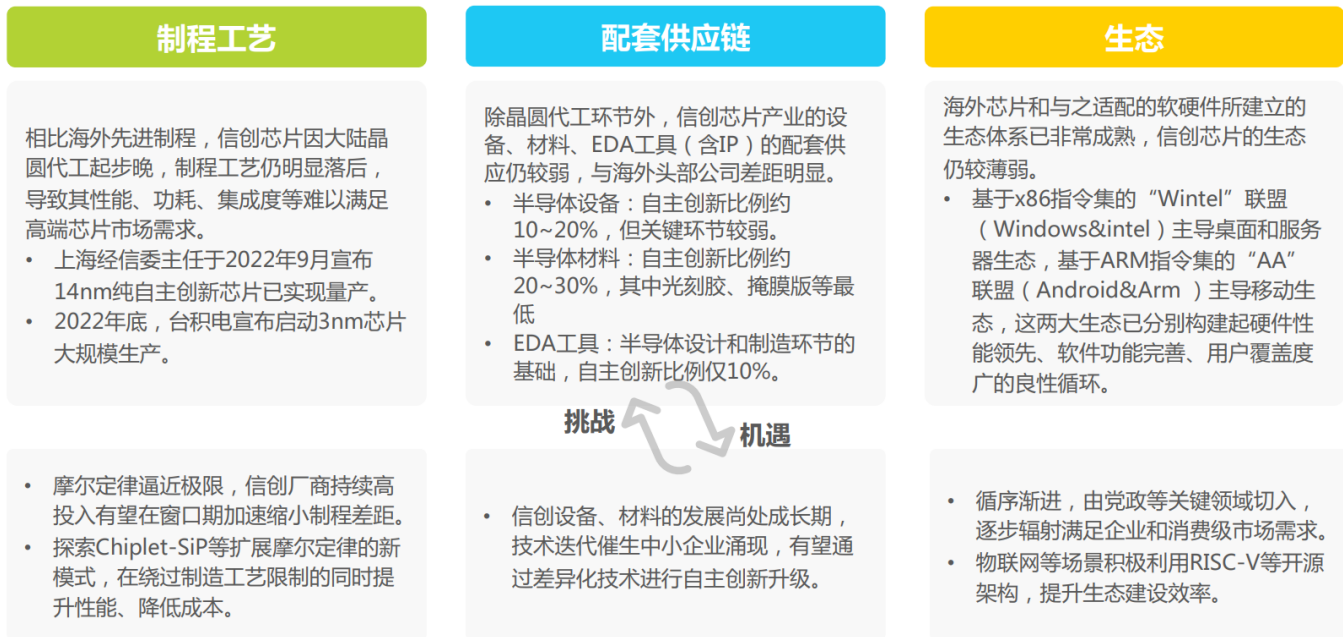 制程工艺
相比海外先进制程，信创芯片因大陆晶
圆代工起步晚，制程工艺仍明显落后，
导致其性能、功耗、集成度等难以满足
高端芯片市场需求。
• 上海经信委主任于2022年9月宣布
14nm纯自主创新芯片已实现量产。
• 2022年底，台积电宣布启动3nm芯片
大规模生产。
配套供应链
除晶圆代工环节外，信创芯片产业的设
备、材料、EDA工具（含IP）的配套供
应仍较弱，与海外头部公司差距明显。
• 半导体设备：自主创新比例约
10~20%，但关键环节较弱。
• 半导体材料：自主创新比例约
20~30%，其中光刻胶、掩膜版等最
低
• EDA工具：半导体设计和制造环节的
基础，自主创新比例仅10%。
生态
海外芯片和与之适配的软硬件所建立的
生态体系已非常成熟，信创芯片的生态
仍较薄弱。
• 基于x86指令集的“Wintel”联盟
（Windows&intel）主导桌面和服务
器生态，基于ARM指令集的“AA”
联盟（Android&Arm ）主导移动生
态，这两大生态已分别构建起硬件性
能领先、软件功能完善、用户覆盖度
广的良性循环。
挑战
机遇
• 摩尔定律逼近极限，信创厂商持续高
投入有望在窗口期加速缩小制程差距。
• 探索Chiplet-SiP等扩展摩尔定律的新
模式，在绕过制造工艺限制的同时提
升性能、降低成本。
• 信创设备、材料的发展尚处成长期，
技术迭代催生中小企业涌现，有望通
过差异化技术进行自主创新升级。
• 循序渐进，由党政等关键领域切入，
逐步辐射满足企业和消费级市场需求。
• 物联网等场景积极利用RISC-V等开源
架构，提升生态建设效率。